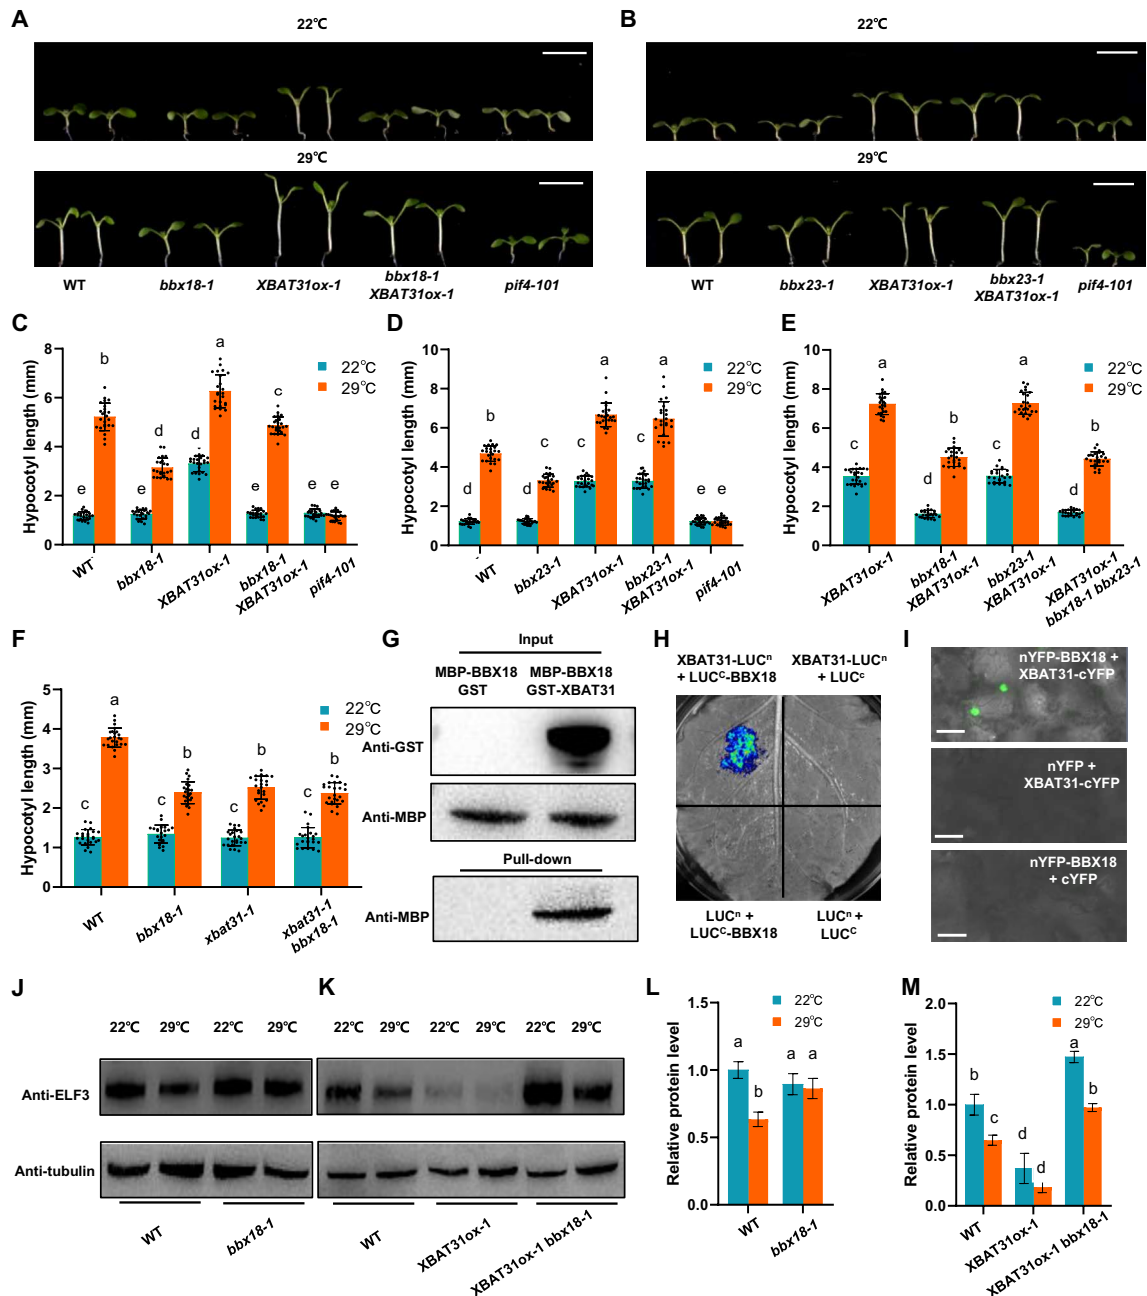 A
22℃
29℃
WT
bbx18-1
XBAT31ox-1
bbx18-1
XBAT31ox-1
pif4-101
B
22℃
29℃
WT
bbx23-1
XBAT31ox-1
bbx23-1
XBAT31ox-1
pif4-101
C
Hypocotyl length (mm)
8
6
4
2
0
22℃
29℃
e b e d d a e c e e
WT
bbx18-1
XBAT31ox-1
bbx18-1
XBAT31ox-1
pif4-101
D
Hypocotyl length (mm)
10
8
6
4
2
0
22℃
29℃
d b d c c a c a e e
WT
bbx23-1
XBAT31ox-1
bbx23-1
XBAT31ox-1
pif4-101
E
Hypocotyl length (mm)
10
8
6
4
2
0
22℃
29℃
c a d b c a d b
XBAT31ox-1
bbx18-1
XBAT31ox-1
bbx23-1
XBAT31ox-1
XBAT31ox-1
bbx18-1 bbx23-1
F
Hypocotyl length (mm)
5
4
3
2
1
0
22℃
29℃
c a c b c b c b
WT
bbx18-1
xbat31-1
xbat31-1
bbx18-1
G
Input
MBP-BBX18
GST
MBP-BBX18
GST-XBAT31
Anti-GST
Anti-MBP
Pull-down
Anti-MBP
H
XBAT31-LUCⁿ
+ LUCᶜ-BBX18
XBAT31-LUCⁿ
+ LUCᶜ
LUCⁿ +
LUCᶜ-BBX18
LUCⁿ +
LUCᶜ
I
nYFP-BBX18 +
XBAT31-cYFP
nYFP +
XBAT31-cYFP
nYFP-BBX18
+ cYFP
J
22℃ 29℃ 22℃ 29℃
Anti-ELF3
Anti-tubulin
WT
bbx18-1
K
22℃ 29℃ 22℃ 29℃ 22℃ 29℃
WT
XBAT31ox-1
XBAT31ox-1 bbx18-1
L
Relative protein level
1.5
1.0
0.5
0.0
22℃
29℃
a b a a
WT
bbx18-1
M
Relative protein level
2.0
1.5
1.0
0.5
0.0
22℃
29℃
b c d d a b
WT
XBAT31ox-1
XBAT31ox-1 bbx18-1